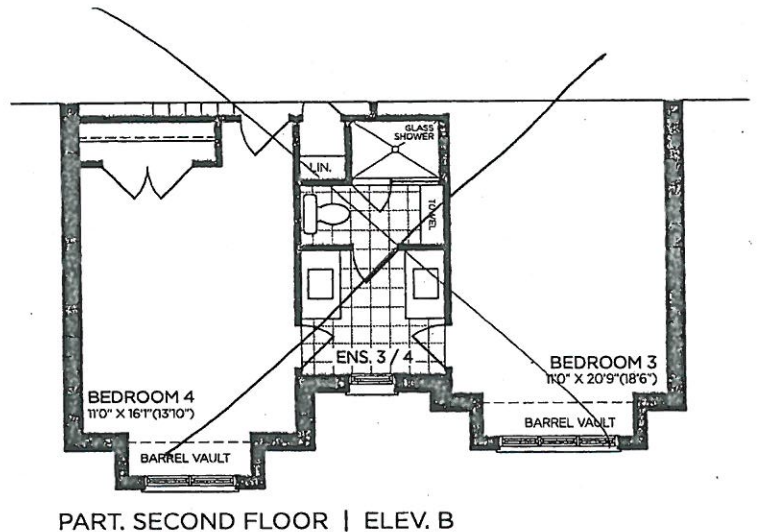 GLASS
SHOWER
LIN.
TOWEL
ENS. 3 / 4
BEDROOM 3
11'0" X 20'9"(18'6")
BEDROOM 4
11'0" X 16'1"(13'10")
BARREL VAULT
BARREL VAULT
PART. SECOND FLOOR | ELEV. B